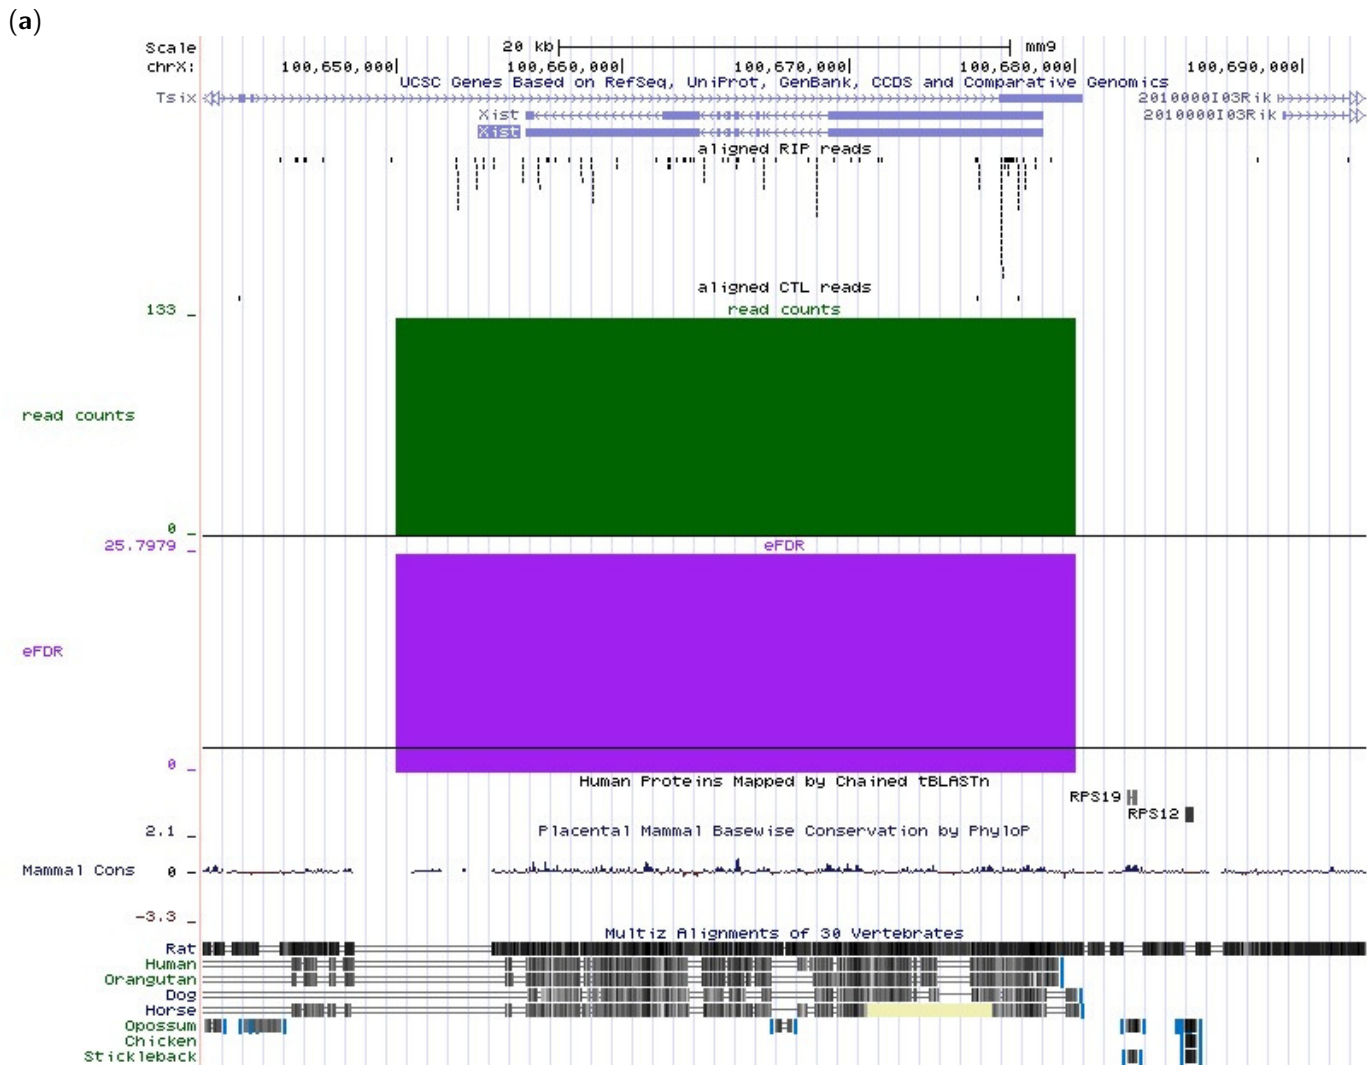 (a)
Scale 20 kb mm9
chrX: 100,650,000 100,660,000 100,670,000 100,680,000 100,690,000
UCSC Genes Based on RefSeq, UniProt, GenBank, CCDS and Comparative Genomics
Tsix 2010000I03Rik
Xist 2010000I03Rik
Xist
aligned RIP reads
aligned CTL reads
133 _ read counts
read counts
0 _
25.7979 _ eFDR
eFDR
0 _
Human Proteins Mapped by Chained tBLASTn
RPS19
RPS12
2.1 _ Placental Mammal Basewise Conservation by PhyloP
Mammal Cons 0 -
-3.3 _
Multiz Alignments of 30 Vertebrates
Rat
Human
Orangutan
Dog
Horse
Opossum
Chicken
Stickleback